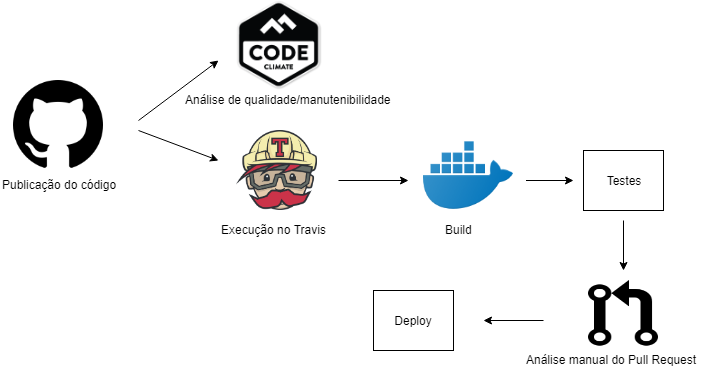 CODE
CLIMATE
Análise de qualidade/manutenibilidade
Publicação do código
T
Execução no Travis
Build
Testes
Análise manual do Pull Request
Deploy